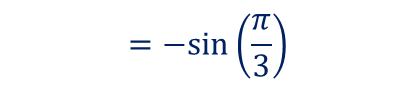 = −sin (π/3)